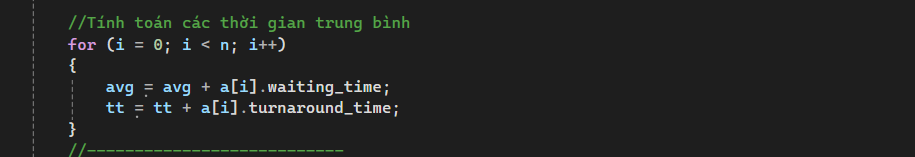 //Tính toán các thời gian trung bình
for (i = 0; i < n; i++)
{
avg = avg + a[i].waiting_time;
tt = tt + a[i].turnaround_time;
}
//---------------------------